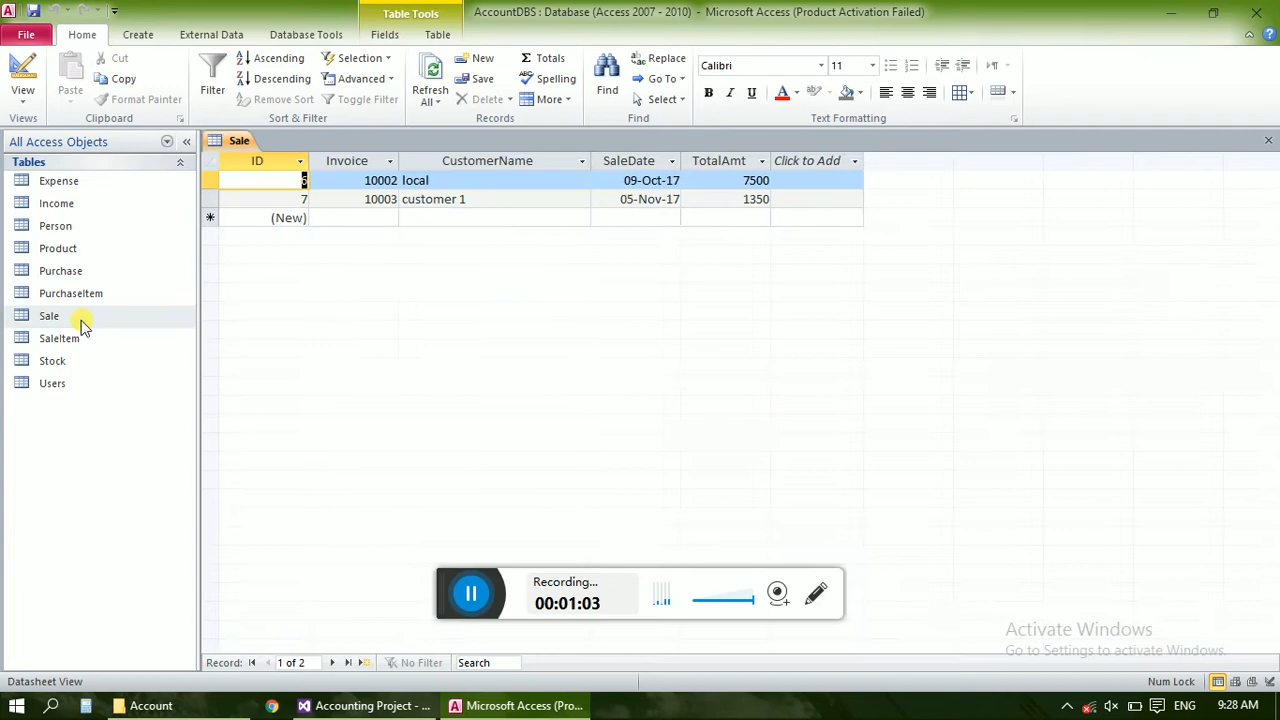 Table Tools
AccountDBS : Database (Access 2007 - 2010) - Microsoft Access (Product Activation Failed)
File Home Create External Data Database Tools Fields Table
View
Paste
Cut
Copy
Format Painter
Clipboard
Filter
Ascending
Descending
Remove Sort
Selection
Advanced
Toggle Filter
Sort & Filter
Refresh All
New
Save
Delete
Totals
Spelling
More
Records
Find
Replace
Go To
Select
Find
Calibri 11
B I U A
Text Formatting
All Access Objects
Tables
Expense
Income
Person
Product
Purchase
PurchaseItem
Sale
SaleItem
Stock
Users
Sale
ID Invoice CustomerName SaleDate TotalAmt Click to Add
6 10002 local 09-Oct-17 7500
7 10003 customer 1 05-Nov-17 1350
(New)
Recording...
00:01:03
Activate Windows
Go to Settings to activate Windows.
Record: 1 of 2 No Filter Search
Datasheet View Num Lock
Account Accounting Project - ... Microsoft Access (Pro... ENG 9:28 AM